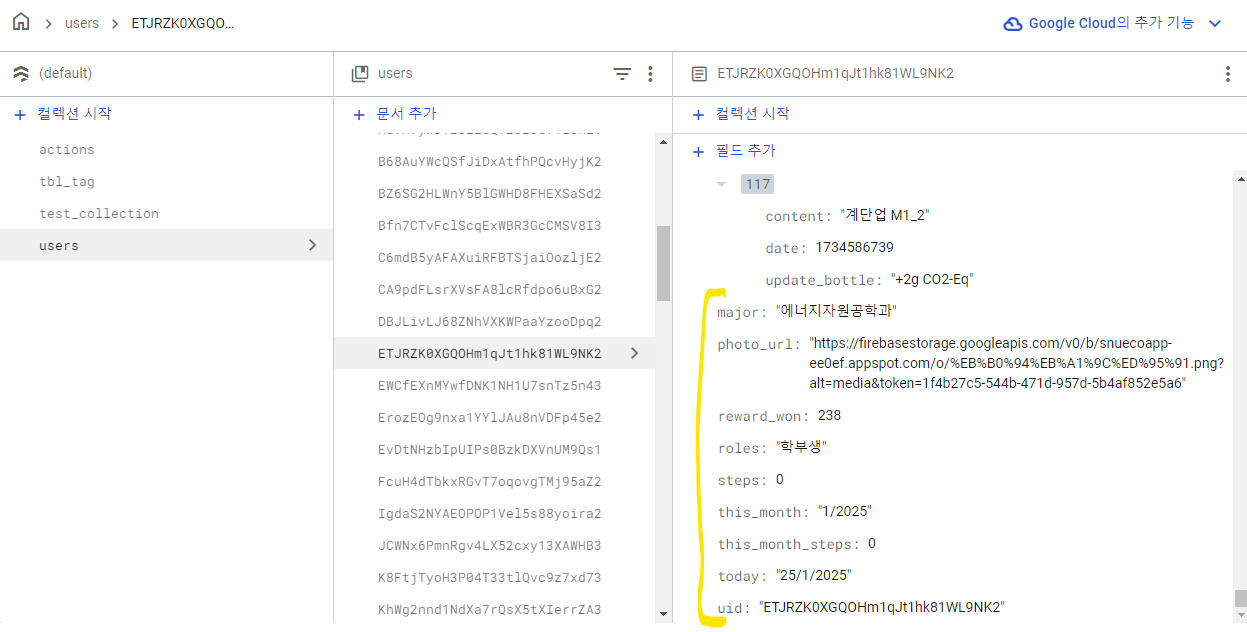 users
ETJRZK0XGQO...
Google Cloud의 추가 기능
(default)
users
ETJRZK0XGQOHm1qJt1hk81WL9NK2
컬렉션 시작
문서 추가
컬렉션 시작
actions
tbl_tag
test_collection
users
B68AuYWcQSfJiDxAtfhPQcvHyjK2
BZ6SG2HLWnY5BlGWHD8FHEXSaSd2
Bfn7CTvFclScqExWBR3GcCMSV8I3
C6mdB5yAFAXuiRFBTSjaiOozljE2
CA9pdFLsrXVsFA8lcRfdpo6uBxG2
DBJLivLJ68ZNhVXKWPaaYzooDpq2
ETJRZK0XGQOHm1qJt1hk81WL9NK2
EWCfEXnMYwfDNK1NH1U7snTz5n43
ErozEOg9nxa1YYlJAu8nVDFp45e2
EvDtNHzbIpUIPs0BzkDXVnUM9Qs1
FcuH4dTbkxRGvT7oqovgTMj95aZ2
IgdaS2NYAEOPOP1Vel5s88yoira2
JCWNx6PmnRgv4LX52cxy13XAWHB3
K8FtjTyoH3P04T33tlQvc9z7xd73
KhWg2nnd1NdXa7rQsX5tXIerrZA3
필드 추가
117
content: "계단업 M1_2"
date: 1734586739
update_bottle: "+2g CO2-Eq"
major: "에너지자원공학과"
photo_url: "https://firebasestorage.googleapis.com/v0/b/snuecoapp-
ee0ef.appspot.com/o/%EB%B0%94%EB%A1%9C%ED%95%91.png?
alt=media&token=1f4b27c5-544b-471d-957d-5b4af852e5a6"
reward_won: 238
roles: "학부생"
steps: 0
this_month: "1/2025"
this_month_steps: 0
today: "25/1/2025"
uid: "ETJRZK0XGQOHm1qJt1hk81WL9NK2"